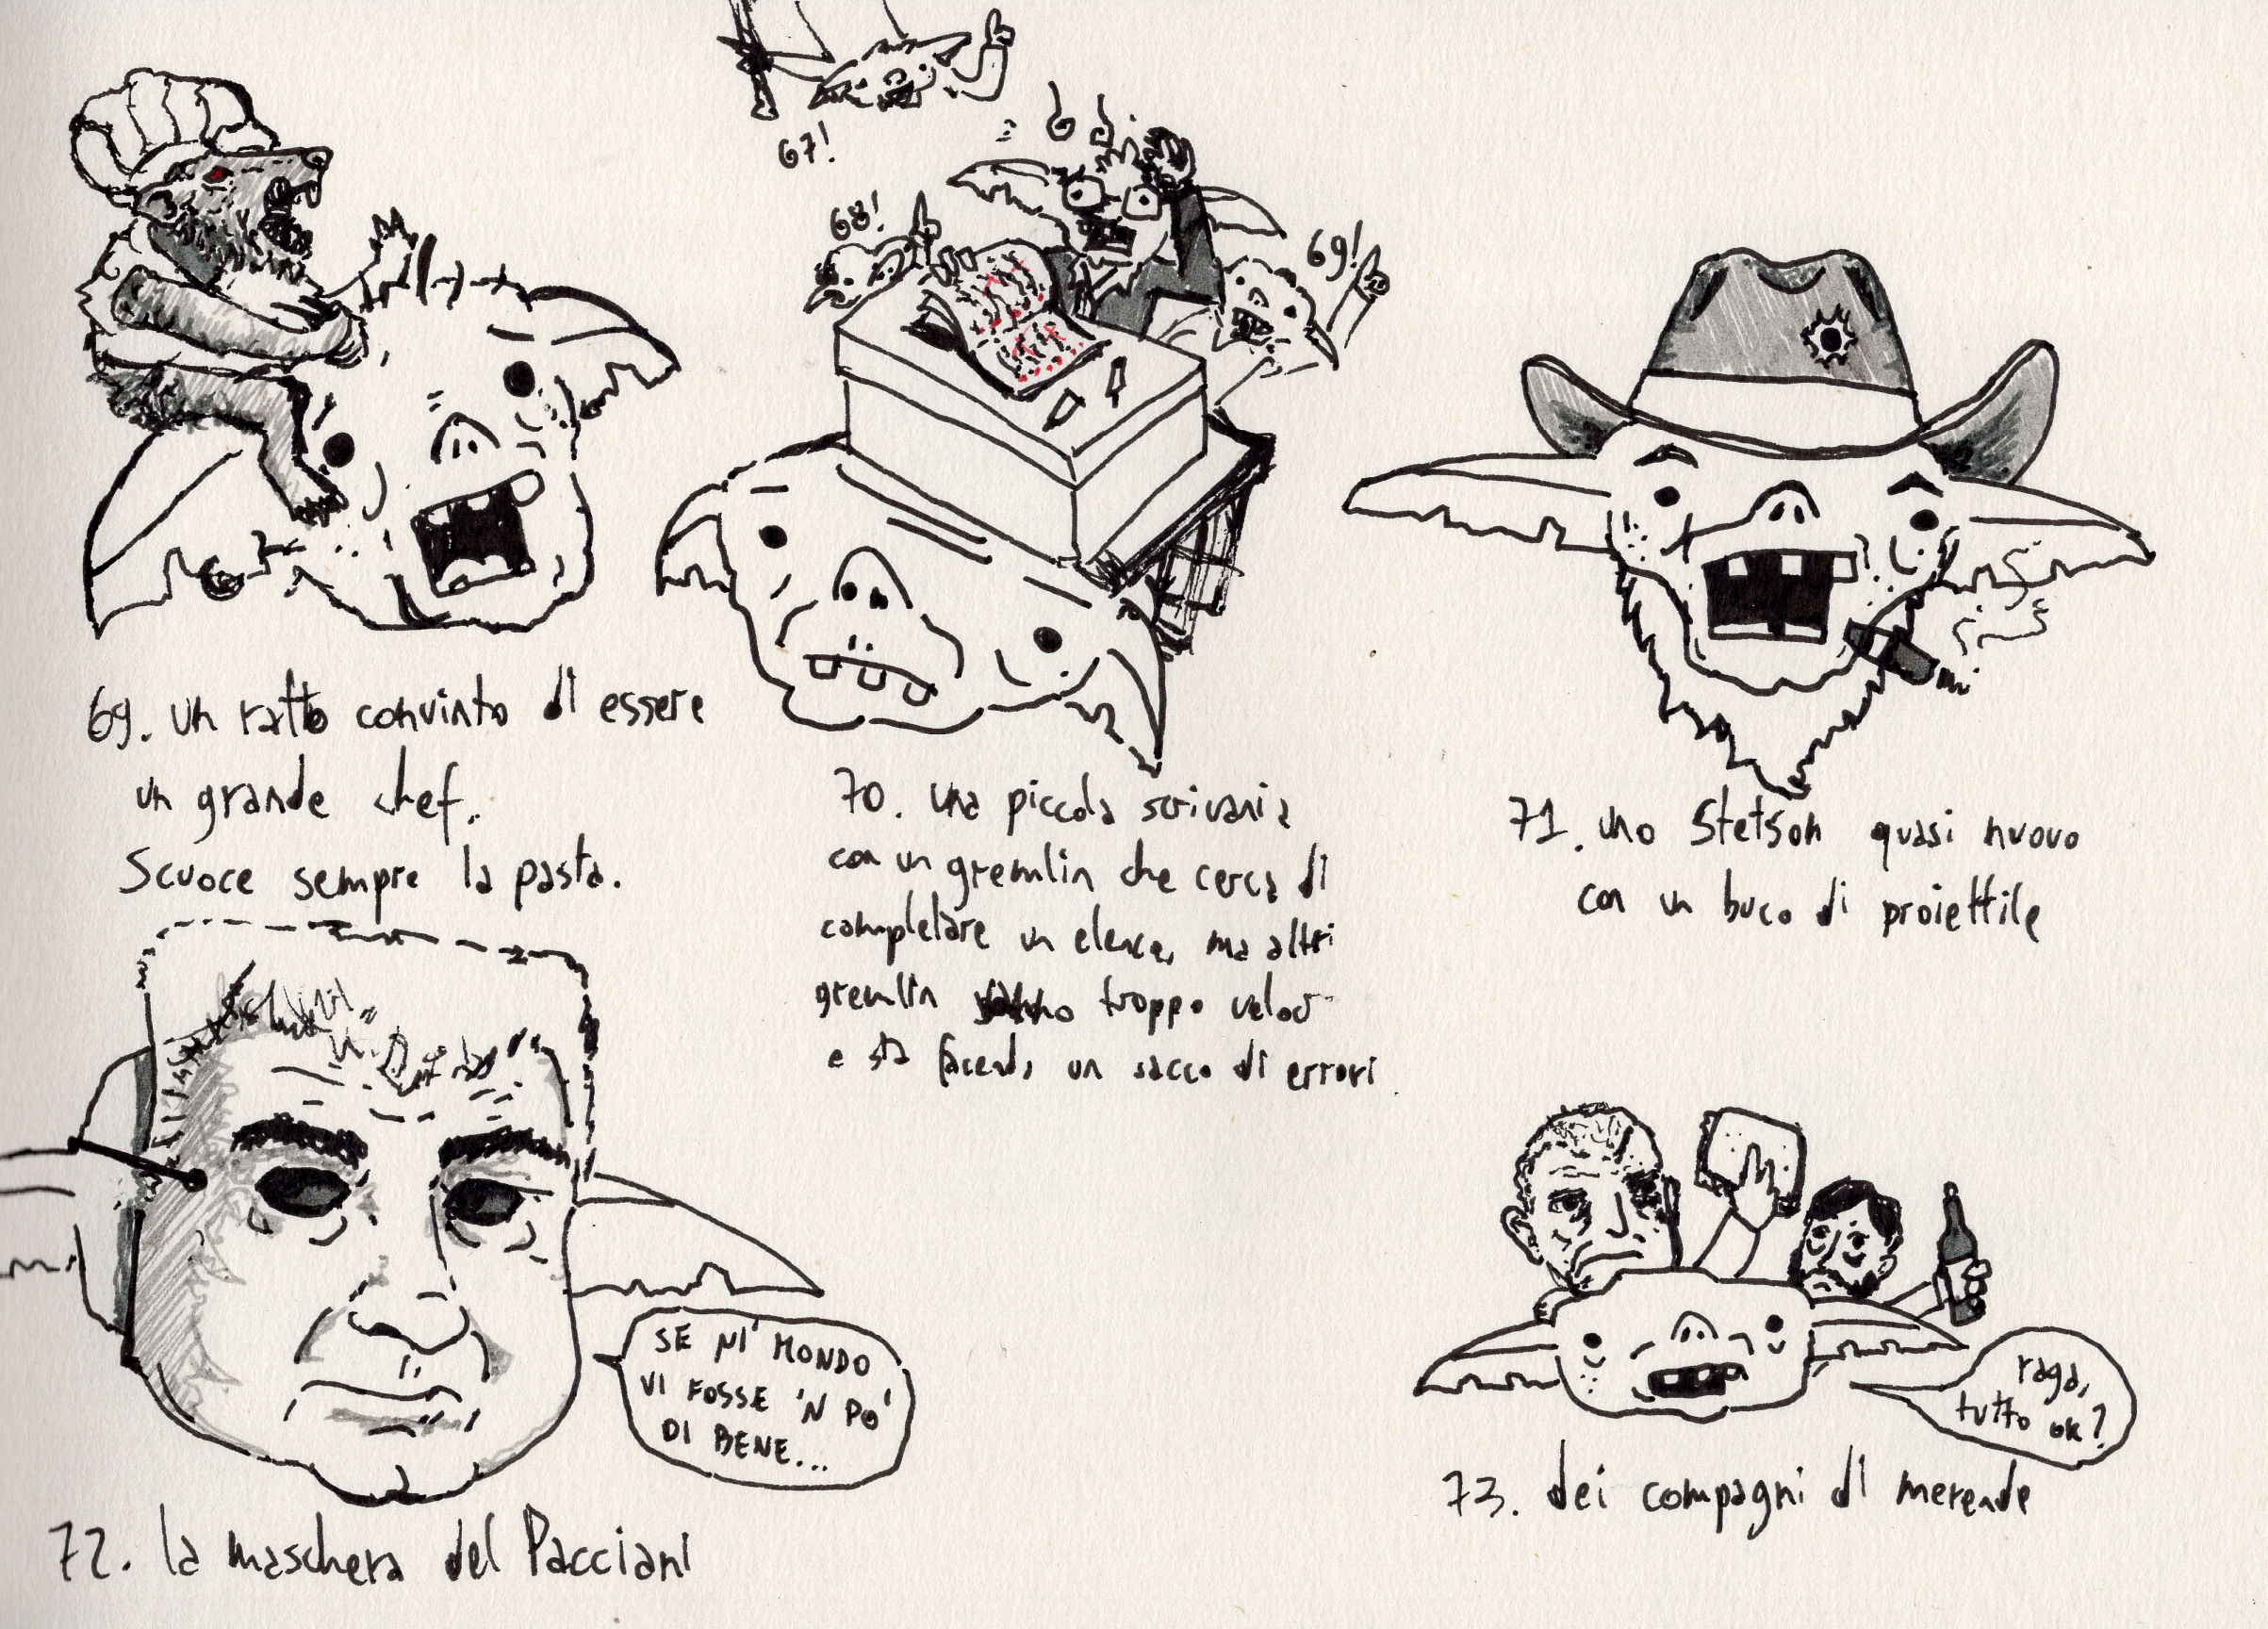 67!
68!
69!
69. un ratto convinto di essere
un grande chef.
Scuoce sempre la pasta.
70. una piccola scrivania
con un gremlin che cerca di
completare un elenco, ma altri
gremlin vanno troppo veloci
e sta facendo un sacco di errori.
71. uno Stetson quasi nuovo
con un buco di proiettile
SE NI' MONDO
VI FOSSE 'N PO'
DI BENE...
72. la maschera del Pacciani
raga,
tutto ok?
73. dei compagni di merende